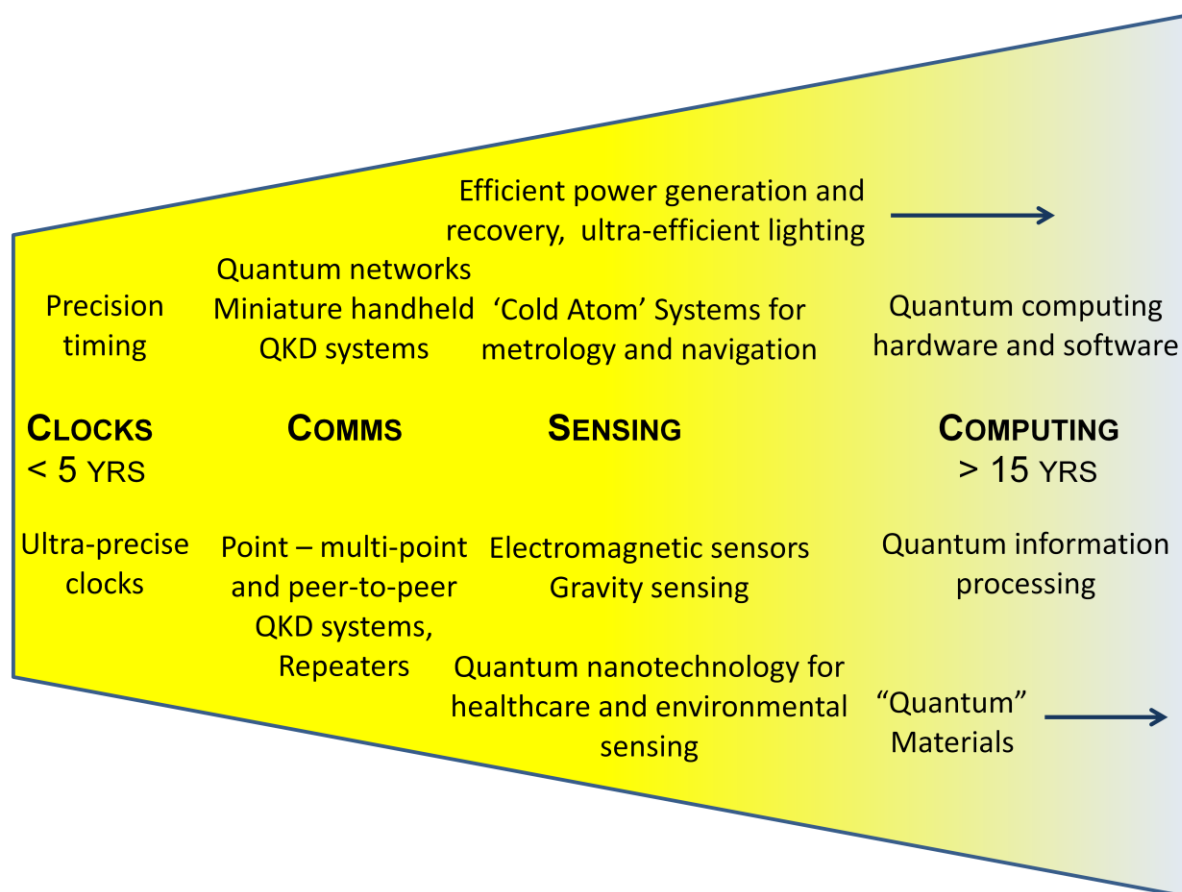 Efficient power generation and
recovery, ultra-efficient lighting
Precision
timing
Quantum networks
Miniature handheld
QKD systems
‘Cold Atom’ Systems for
metrology and navigation
Quantum computing
hardware and software
CLOCKS
< 5 YRS
COMMS
SENSING
COMPUTING
> 15 YRS
Ultra-precise
clocks
Point – multi-point
and peer-to-peer
QKD systems,
Repeaters
Electromagnetic sensors
Gravity sensing
Quantum information
processing
Quantum nanotechnology for
healthcare and environmental
sensing
“Quantum”
Materials